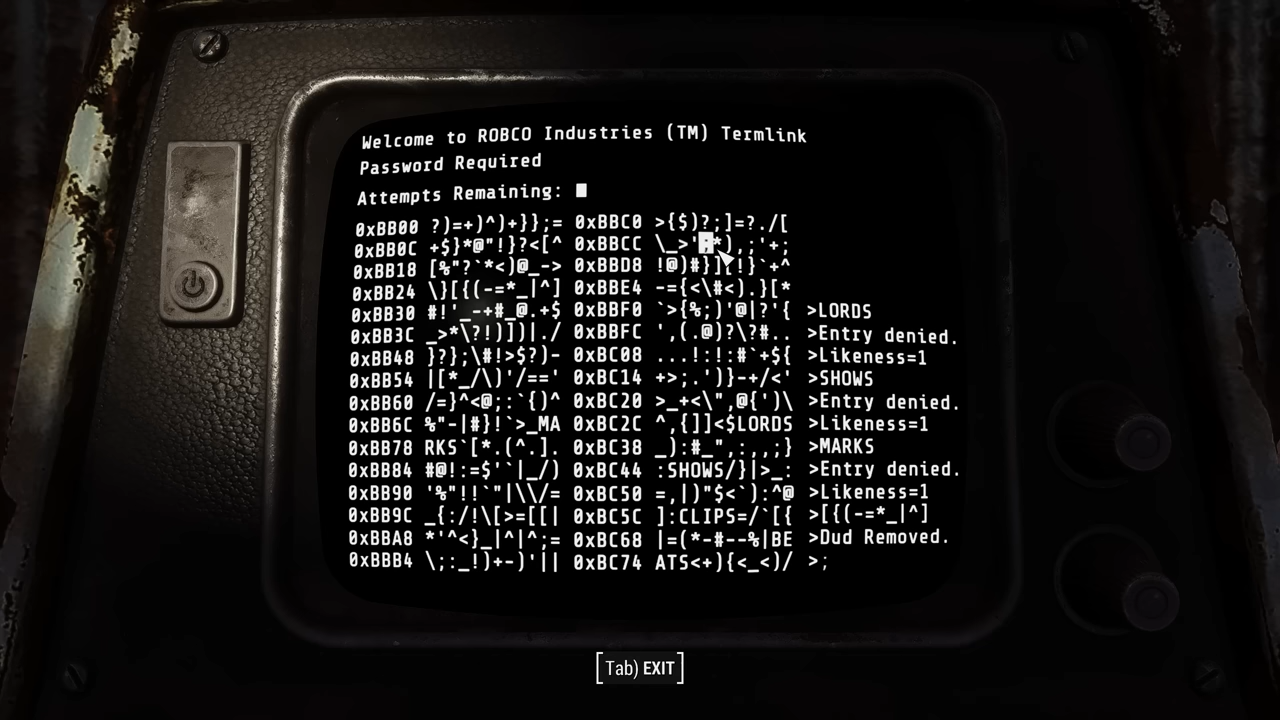 Welcome to ROBCO Industries (TM) Termlink
Password Required
Attempts Remaining: ■
0xBB00 ?)=+)^)+}};= 0xBBC0 >{$)?;]=?./[
0xBB0C +$}*@"!}?<[^ 0xBBCC \_>';*),:'+;
0xBB18 [%"?`*<)@_-> 0xBBD8 !@)#}][!}`+^
0xBB24 \}[{(-=*_|^] 0xBBE4 -={<\#<).}[*
0xBB30 #!'_-+#_@.+$ 0xBBF0 `>{%;)'@|?'{ >LORDS
0xBB3C _>*\?!)])|./ 0xBBFC ',(.@)?\?#.. >Entry denied.
0xBB48 }?};\#!>$?)- 0xBC08 ...!:!:#`+${ >Likeness=1
0xBB54 |[*_/\)'/==' 0xBC14 +>;.')}-+/<' >SHOWS
0xBB60 /=}^<@;:`{)^ 0xBC20 >_+<\",@{')\ >Entry denied.
0xBB6C %"-|#}!`>_MA 0xBC2C ^,{]]<$LORDS >Likeness=1
0xBB78 RKS`[*.(^.]. 0xBC38 _):#_",:,,;} >MARKS
0xBB84 #@!:=$'`|_/) 0xBC44 :SHOWS/}|>_: >Entry denied.
0xBB90 '%"!!`"|\\/= 0xBC50 =,|)"$<`):^@ >Likeness=1
0xBB9C _{:/!\[>=[[| 0xBC5C ]:CLIPS=/`[{ >[{(-=*_|^]
0xBBA8 *'^<}_|^|^;= 0xBC68 |=(*-#--%|BE >Dud Removed.
0xBBB4 \;:_!)+-)'|| 0xBC74 ATS<+){<_<)/ >;
[Tab) EXIT]